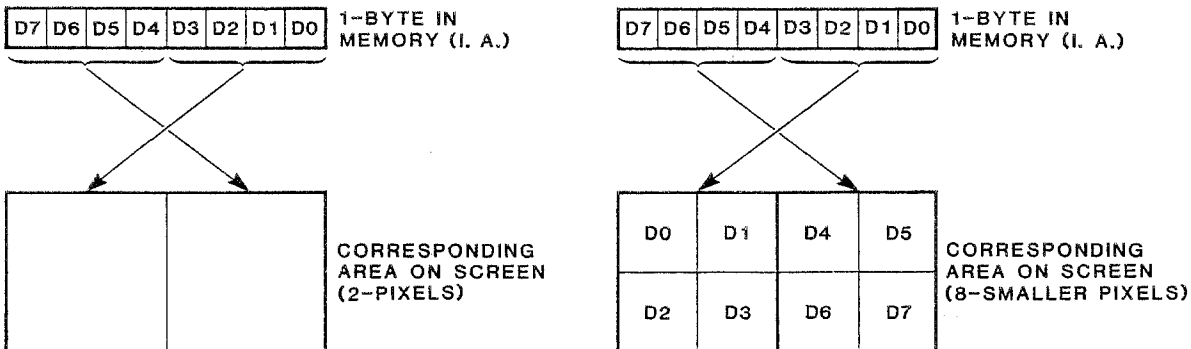 D7 D6 D5 D4 D3 D2 D1 D0
1-BYTE IN
MEMORY (I. A.)
CORRESPONDING
AREA ON SCREEN
(2-PIXELS)
D7 D6 D5 D4 D3 D2 D1 D0
1-BYTE IN
MEMORY (I. A.)
D0 D1 D4 D5
D2 D3 D6 D7
CORRESPONDING
AREA ON SCREEN
(8-SMALLER PIXELS)